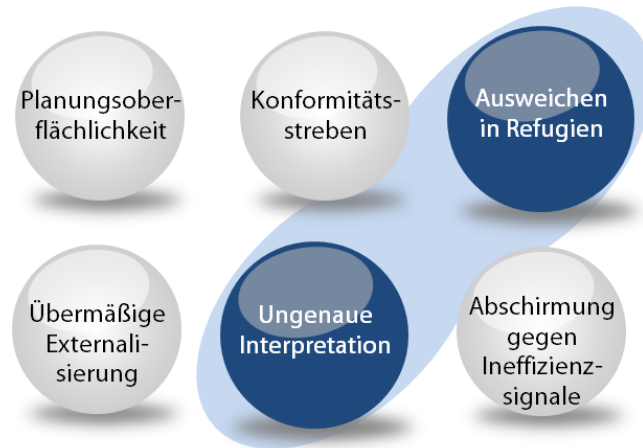 Planungsober-
flächlichkeit
Konformitäts-
streben
Ausweichen
in Refugien
Übermäßige
Externali-
sierung
Ungenaue
Interpretation
Abschirmung
gegen
Ineffizienz-
signale